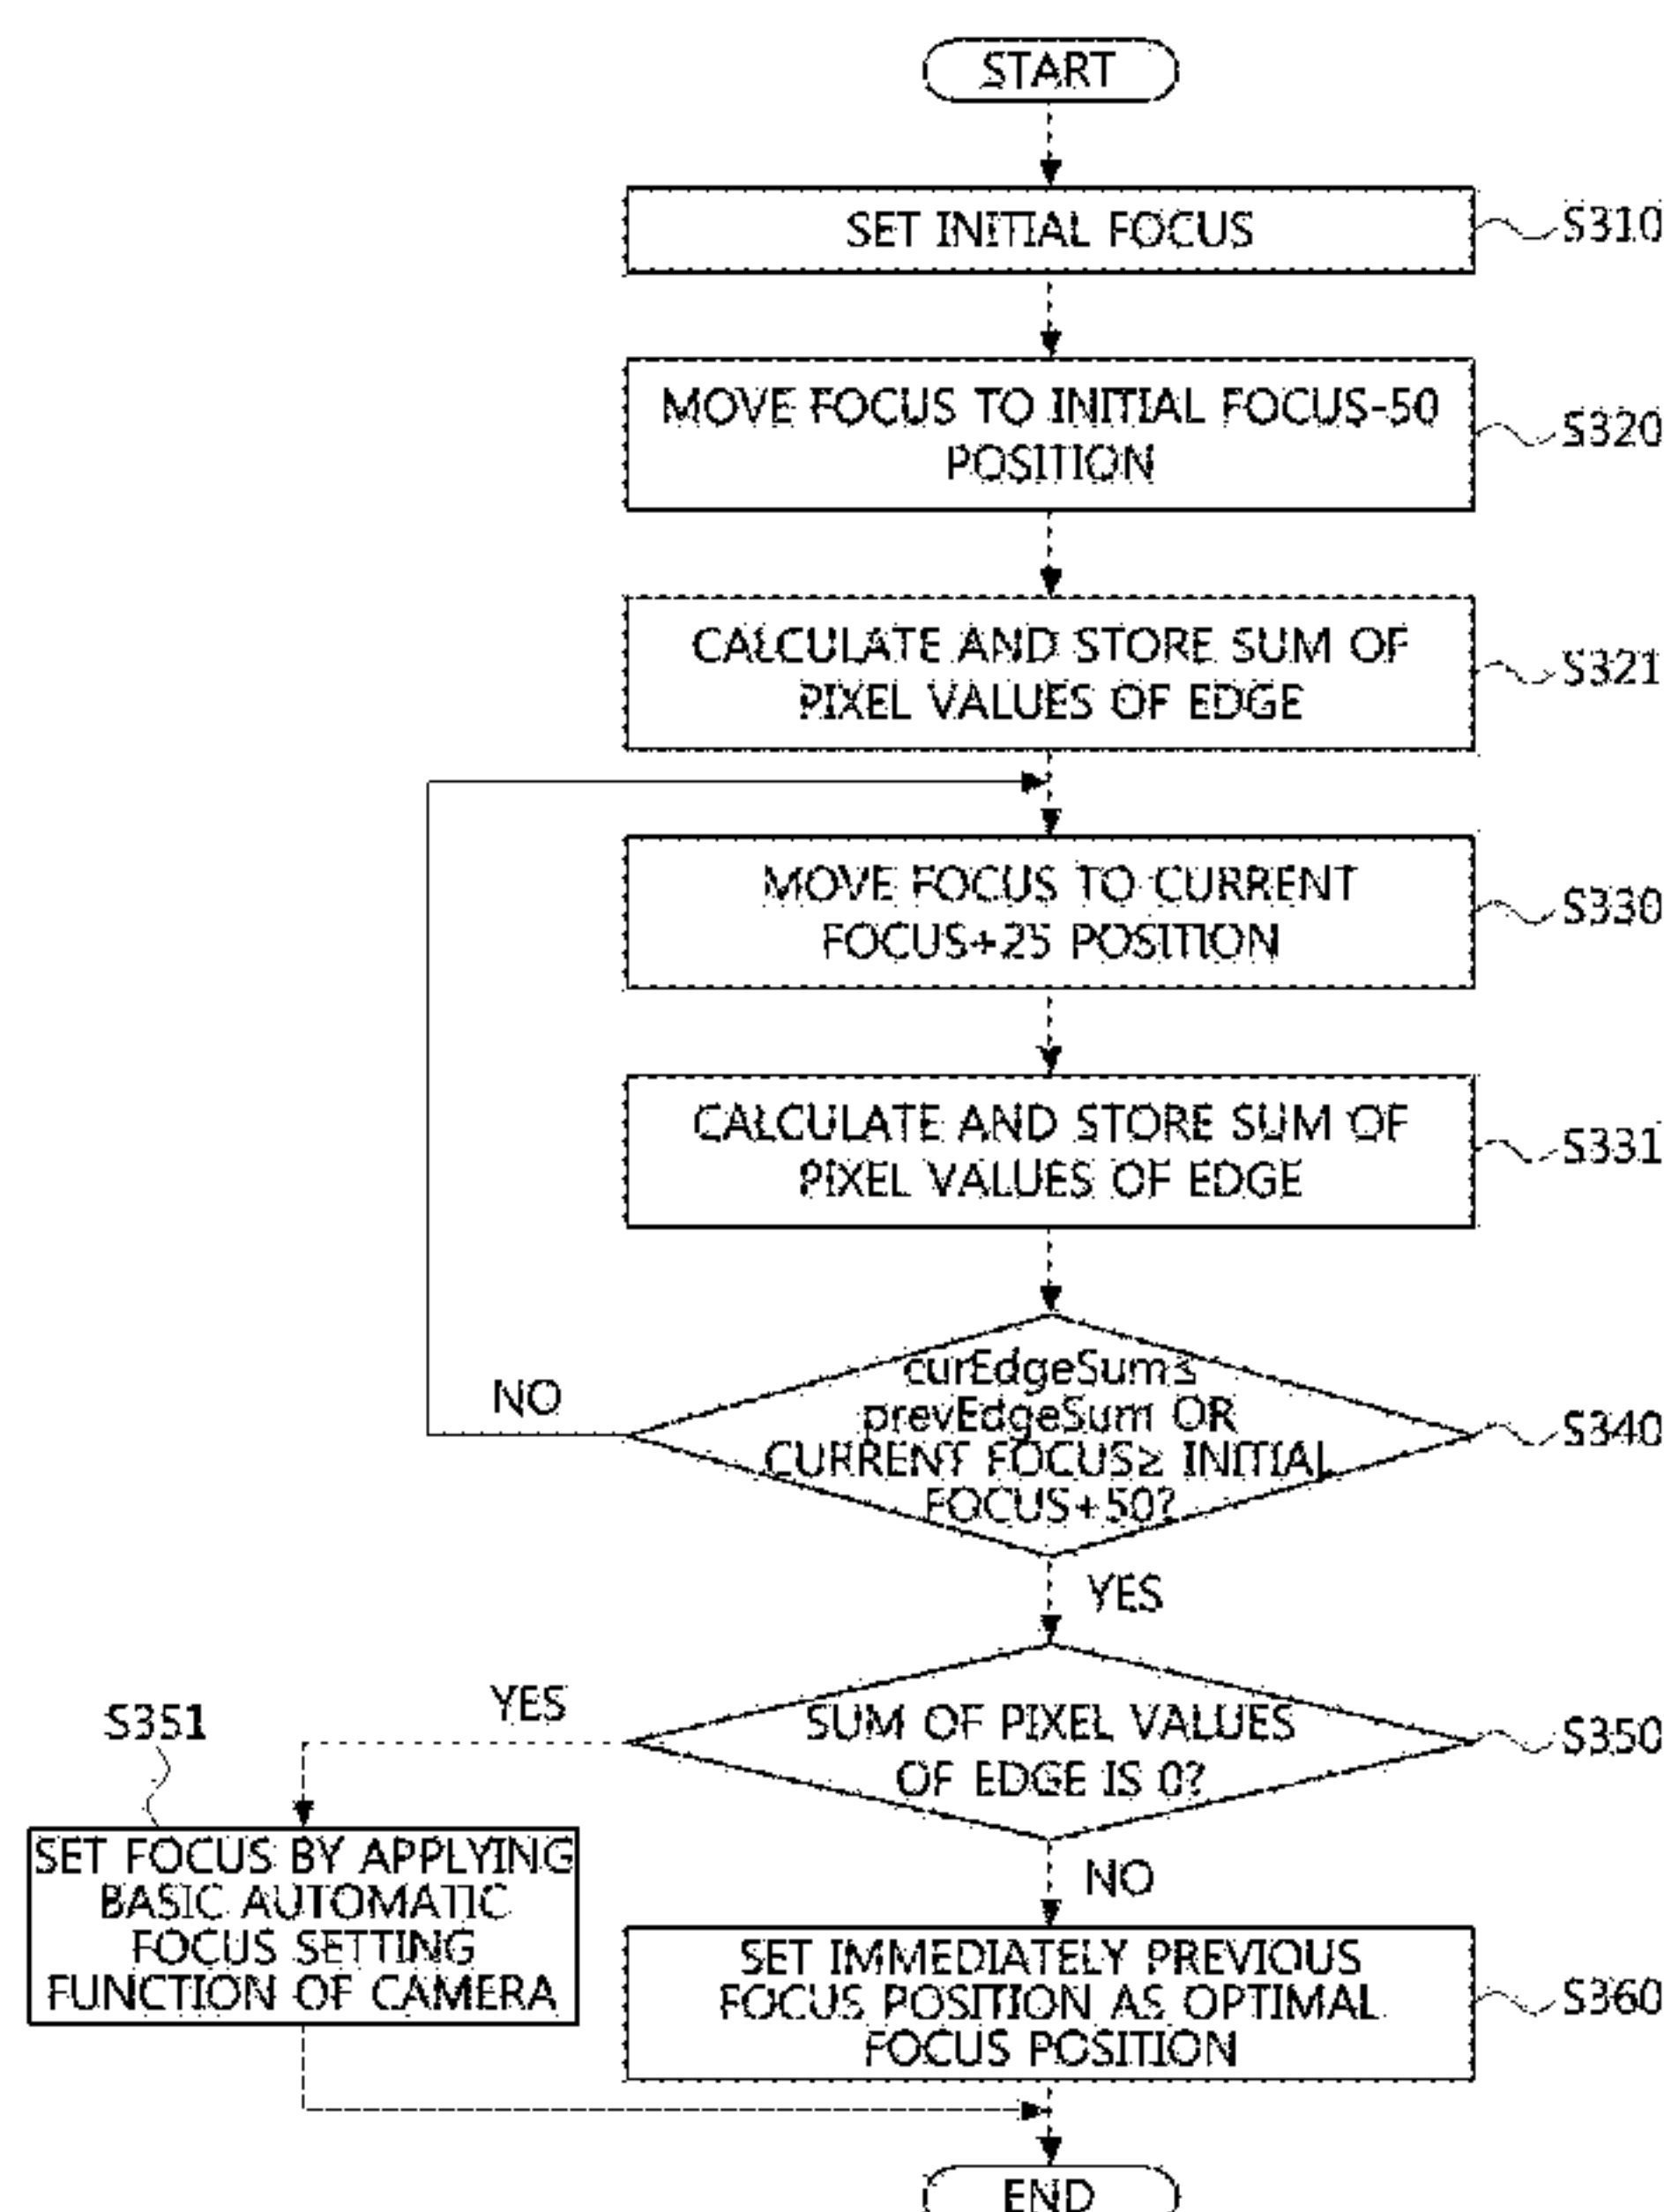 START
SET INITIAL FOCUS
S310
MOVE FOCUS TO INITIAL FOCUS-50
POSITION
S320
CALCULATE AND STORE SUM OF
PIXEL VALUES OF EDGE
S321
MOVE FOCUS TO CURRENT
FOCUS+25 POSITION
S330
CALCULATE AND STORE SUM OF
PIXEL VALUES OF EDGE
S331
curEdgeSum≤
prevEdgeSum OR
CURRENT FOCUS≥ INITIAL
FOCUS+50?
S340
NO
YES
SUM OF PIXEL VALUES
OF EDGE IS 0?
S350
YES
S351
SET FOCUS BY APPLYING
BASIC AUTOMATIC
FOCUS SETTING
FUNCTION OF CAMERA
NO
SET IMMEDIATELY PREVIOUS
FOCUS POSITION AS OPTIMAL
FOCUS POSITION
S360
END